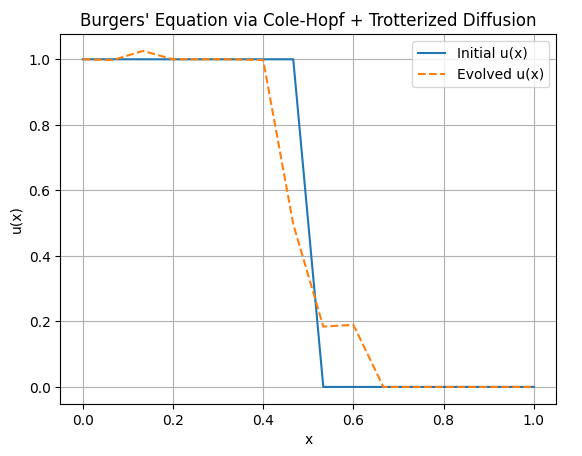 Burgers' Equation via Cole-Hopf + Trotterized Diffusion
Initial u(x)
Evolved u(x)
u(x)
1.0
0.8
0.6
0.4
0.2
0.0
0.0 0.2 0.4 0.6 0.8 1.0
x